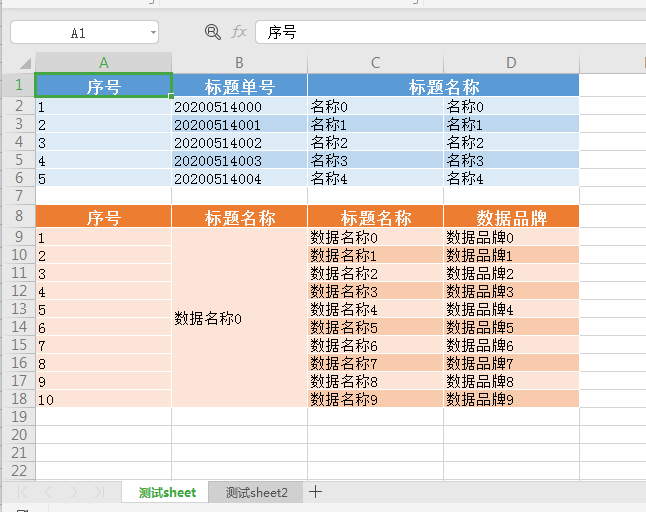 A1 fx 序号
A B C D
1 序号 标题单号 标题名称
2 1 20200514000 名称0 名称0
3 2 20200514001 名称1 名称1
4 3 20200514002 名称2 名称2
5 4 20200514003 名称3 名称3
6 5 20200514004 名称4 名称4
7
8 序号 标题名称 标题名称 数据品牌
9 1 数据名称0 数据品牌0
10 2 数据名称1 数据品牌1
11 3 数据名称2 数据品牌2
12 4 数据名称3 数据品牌3
13 5 数据名称4 数据品牌4
数据名称0
14 6 数据名称5 数据品牌5
15 7 数据名称6 数据品牌6
16 8 数据名称7 数据品牌7
17 9 数据名称8 数据品牌8
18 10 数据名称9 数据品牌9
19
20
21
22
测试sheet 测试sheet2